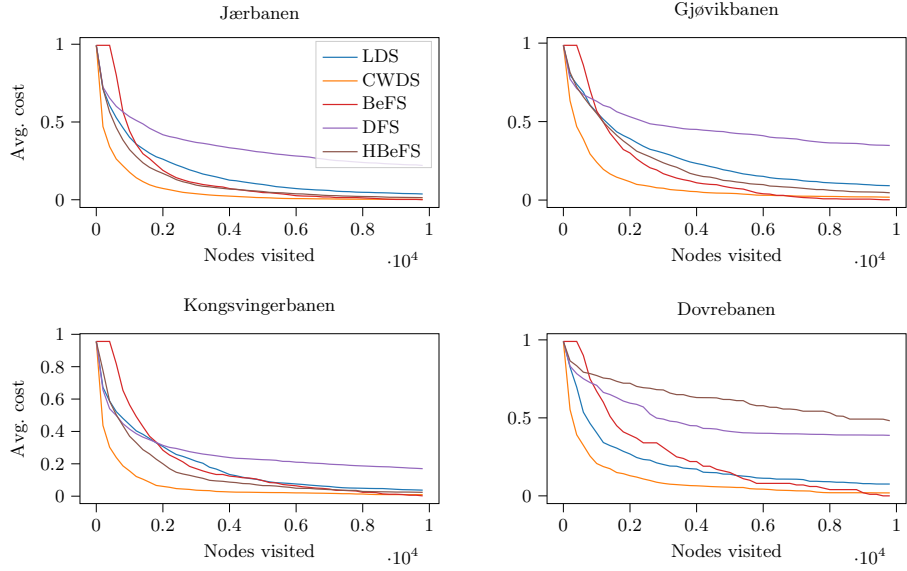 Jærbanen
Gjøvikbanen
1
0.5
0
Avg. cost
LDS
CWDS
BeFS
DFS
HBeFS
0 0.2 0.4 0.6 0.8 1
Nodes visited
·10⁴
1
0.5
0
0 0.2 0.4 0.6 0.8 1
Nodes visited
·10⁴
Kongsvingerbanen
Dovrebanen
1
0.8
0.6
0.4
0.2
0
Avg. cost
0 0.2 0.4 0.6 0.8 1
Nodes visited
·10⁴
1
0.5
0
0 0.2 0.4 0.6 0.8 1
Nodes visited
·10⁴